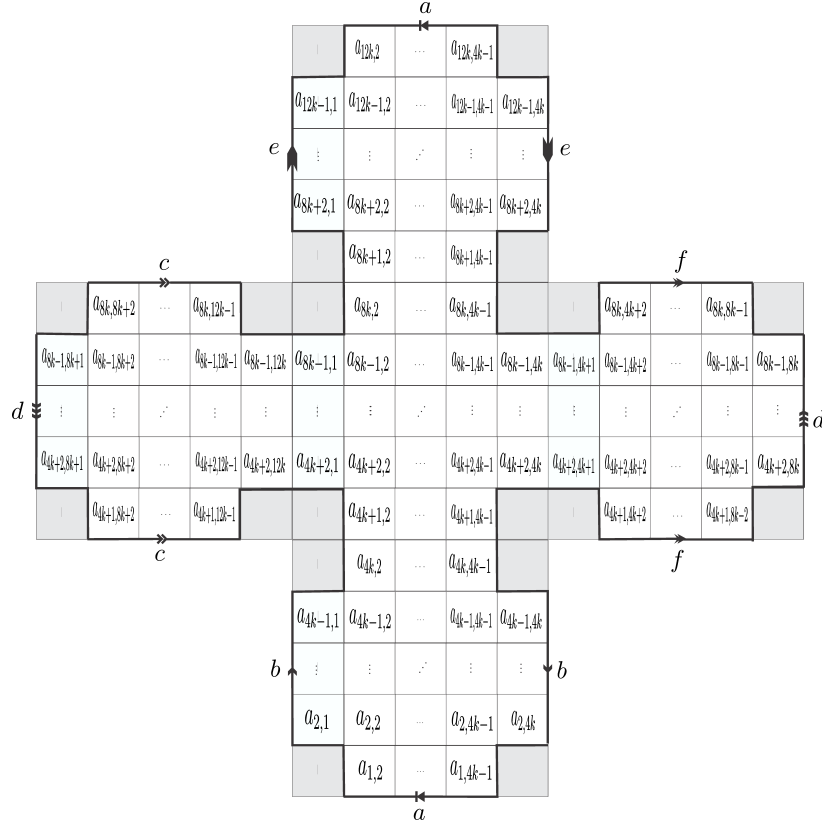 a
a_{12k,2} ... a_{12k,4k-1}
a_{12k-1,1} a_{12k-1,2} ... a_{12k-1,4k-1} a_{12k-1,4k}
e ⋮ ⋮ ⋰ ⋮ ⋮ e
a_{8k+2,1} a_{8k+2,2} ... a_{8k+2,4k-1} a_{8k+2,4k}
a_{8k+1,2} ... a_{8k+1,4k-1}
c f
a_{8k,8k+2} ... a_{8k,12k-1} a_{8k,2} ... a_{8k,4k-1} a_{8k,4k+2} ... a_{8k,8k-1}
a_{8k-1,8k+1} a_{8k-1,8k+2} ... a_{8k-1,12k-1} a_{8k-1,12k} a_{8k-1,1} a_{8k-1,2} ... a_{8k-1,4k-1} a_{8k-1,4k} a_{8k-1,4k+1} a_{8k-1,4k+2} ... a_{8k-1,8k-1} a_{8k-1,8k}
d ⋮ ⋮ ⋰ ⋮ ⋮ ⋮ ⋮ ⋰ ⋮ ⋮ ⋮ ⋮ ⋰ ⋮ ⋮ d
a_{4k+2,8k+1} a_{4k+2,8k+2} ... a_{4k+2,12k-1} a_{4k+2,12k} a_{4k+2,1} a_{4k+2,2} ... a_{4k+2,4k-1} a_{4k+2,4k} a_{4k+2,4k+1} a_{4k+2,4k+2} ... a_{4k+2,8k-1} a_{4k+2,8k}
a_{4k+1,8k+2} ... a_{4k+1,12k-1} a_{4k+1,2} ... a_{4k+1,4k-1} a_{4k+1,4k+2} ... a_{4k+1,8k-2}
c f
a_{4k,2} ... a_{4k,4k-1}
a_{4k-1,1} a_{4k-1,2} ... a_{4k-1,4k-1} a_{4k-1,4k}
b ⋮ ⋮ ⋰ ⋮ ⋮ b
a_{2,1} a_{2,2} ... a_{2,4k-1} a_{2,4k}
a_{1,2} ... a_{1,4k-1}
a